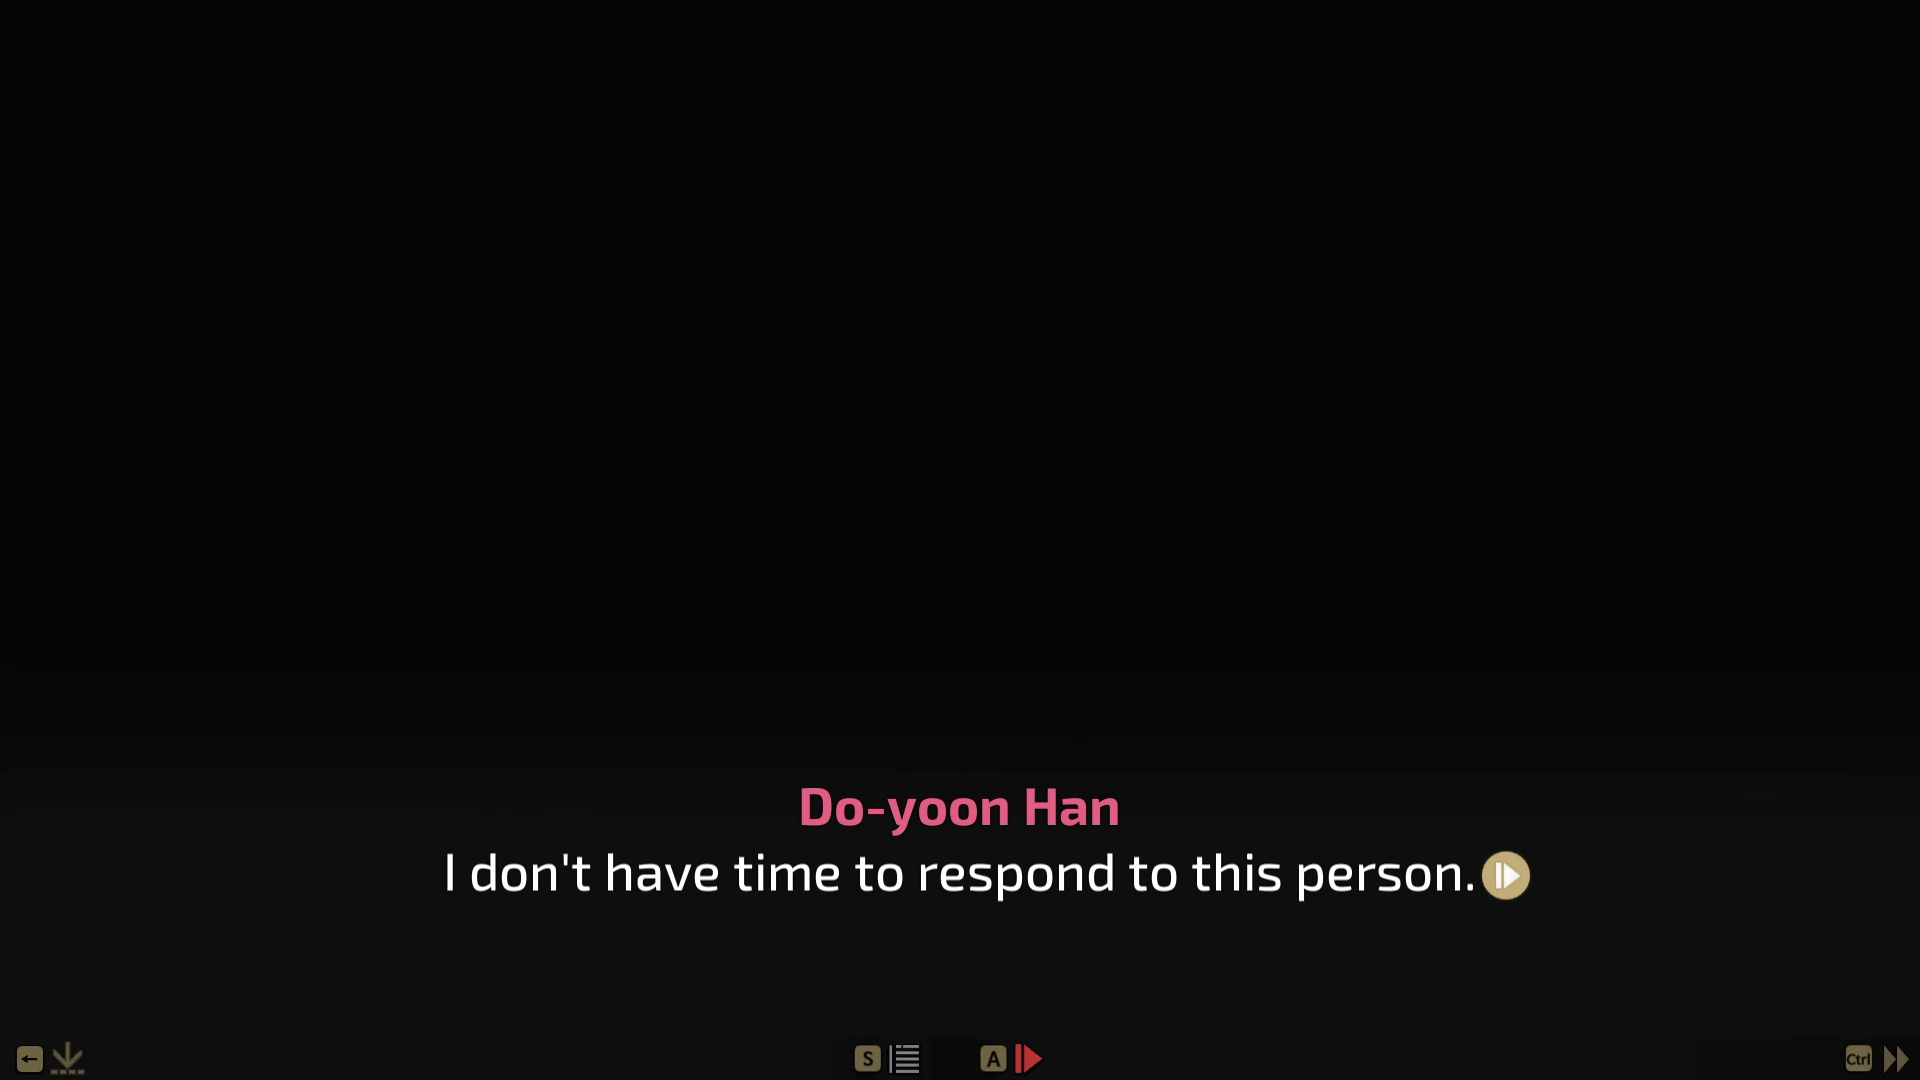 Do-yoon Han
I don't have time to respond to this person.
← S A Ctrl